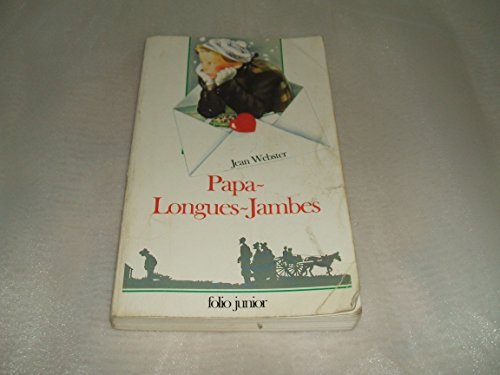 Jean Webster
Papa~
Longues~Jambes
folio junior